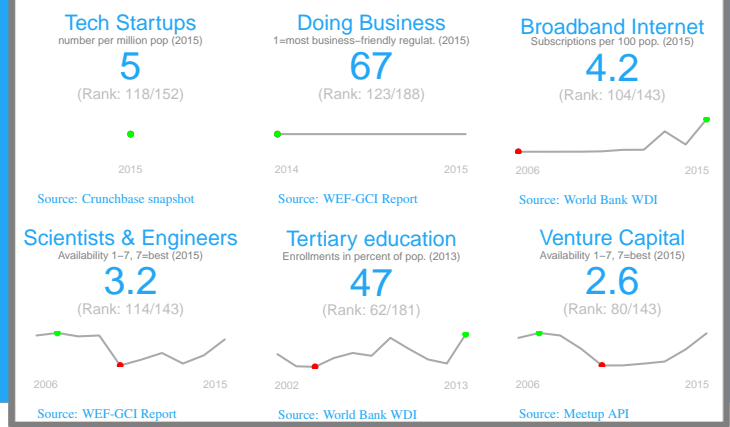 Tech Startups
number per million pop (2015)
5
(Rank: 118/152)
2015
Source: Crunchbase snapshot
Doing Business
1=most business−friendly regulat. (2015)
67
(Rank: 123/188)
2014 2015
Source: WEF-GCI Report
Broadband Internet
Subscriptions per 100 pop. (2015)
4.2
(Rank: 104/143)
2006 2015
Source: World Bank WDI
Scientists & Engineers
Availability 1−7, 7=best (2015)
3.2
(Rank: 114/143)
2006 2015
Source: WEF-GCI Report
Tertiary education
Enrollments in percent of pop. (2013)
47
(Rank: 62/181)
2002 2013
Source: World Bank WDI
Venture Capital
Availability 1−7, 7=best (2015)
2.6
(Rank: 80/143)
2006 2015
Source: Meetup API